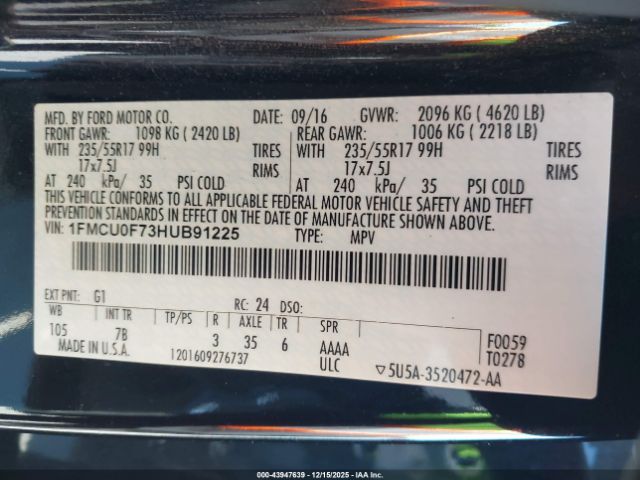 MFD. BY FORD MOTOR CO. DATE: 09/16 GVWR: 2096 KG ( 4620 LB)
FRONT GAWR: 1098 KG ( 2420 LB) REAR GAWR: 1006 KG ( 2218 LB)
WITH 235/55R17 99H TIRES WITH 235/55R17 99H TIRES
17x7.5J RIMS 17x7.5J RIMS
AT 240 kPa/ 35 PSI COLD AT 240 kPa/ 35 PSI COLD
THIS VEHICLE CONFORMS TO ALL APPLICABLE FEDERAL MOTOR VEHICLE SAFETY AND THEFT
PREVENTION STANDARDS IN EFFECT ON THE DATE OF MANUFACTURE SHOWN ABOVE.
VIN: 1FMCU0F73HUB91225 TYPE: MPV
EXT PNT: G1 RC: 24 DSO:
WB INT TR TP/PS R AXLE TR SPR F0059
105 7B 3 35 6 AAAA T0278
MADE IN U.S.A. 1201609276737 ULC ▽5U5A-3520472-AA
000-43947639 - 12/15/2025 - IAA Inc.